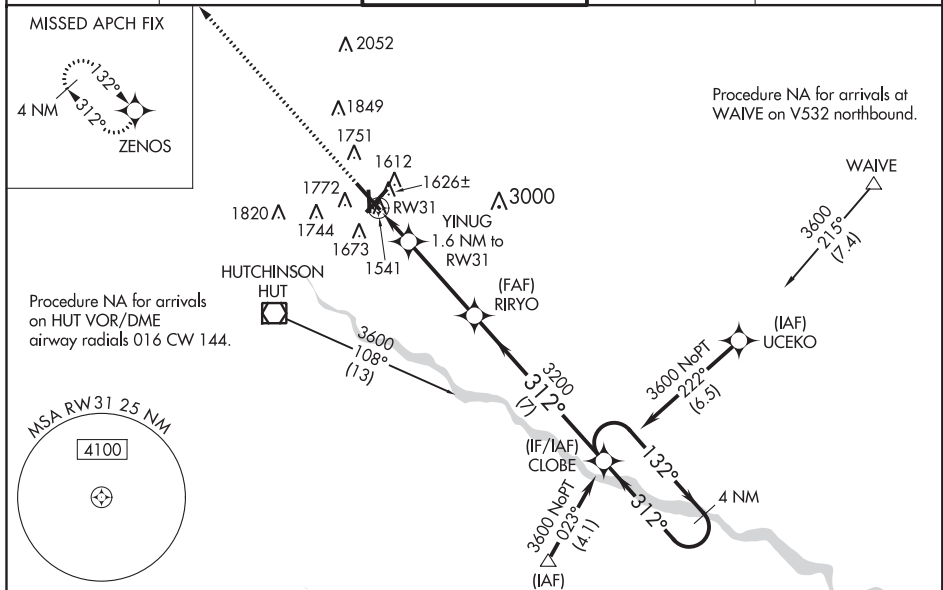 MISSED APCH FIX
132°
4 NM
312°
ZENOS
2052
1849
1751
1612
1626±
1772
RW31
1820
1744
1673
1541
3000
YINUG
1.6 NM to
RW31
Procedure NA for arrivals at
WAIVE on V532 northbound.
WAIVE
3600
215°
(7.4)
HUTCHINSON
HUT
(FAF)
RIRYO
Procedure NA for arrivals
on HUT VOR/DME
airway radials 016 CW 144.
3600
108°
(13)
(IAF)
UCEKO
3600 NoPT
222°
(6.5)
3200
312°
(7)
MSA RW31 25 NM
4100
(IF/IAF)
CLOBE
132°
4 NM
312°
3600 NoPT
023°
(4.1)
(IAF)